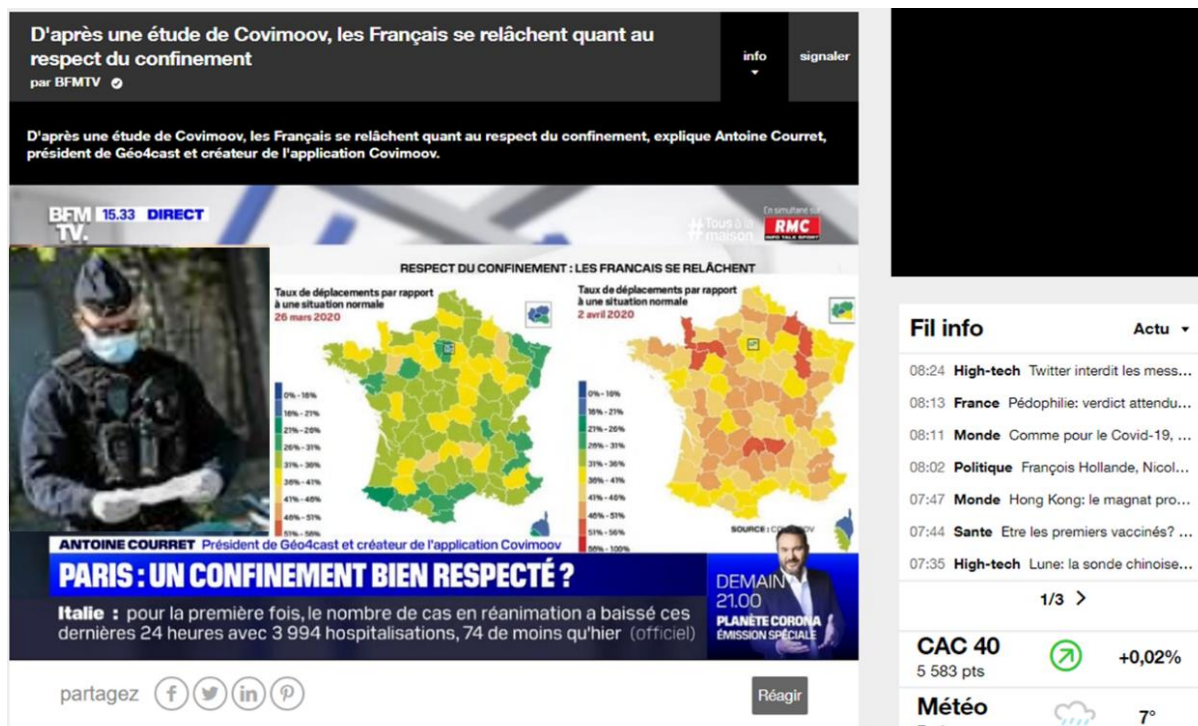 D'après une étude de Covimoov, les Français se relâchent quant au
respect du confinement
par BFMTV
info
signaler
D'après une étude de Covimoov, les Français se relâchent quant au respect du confinement, explique Antoine Courret,
président de Géo4cast et créateur de l'application Covimoov.
BFM
TV.
15.33 DIRECT
#Tous à la
maison
En simultané sur
RMC
INFO TALK SPORT
RESPECT DU CONFINEMENT : LES FRANCAIS SE RELÂCHENT
Taux de déplacements par rapport
à une situation normale
26 mars 2020
0% - 16%
16% - 21%
21% - 26%
26% - 31%
31% - 36%
36% - 41%
41% - 46%
46% - 51%
51% - 56%
Taux de déplacements par rapport
à une situation normale
2 avril 2020
0% - 16%
16% - 21%
21% - 26%
26% - 31%
31% - 36%
36% - 41%
41% - 46%
46% - 51%
51% - 56%
56% - 100%
SOURCE :
ANTOINE COURRET Président de Géo4cast et créateur de l'application Covimoov
PARIS : UN CONFINEMENT BIEN RESPECTÉ ?
Italie : pour la première fois, le nombre de cas en réanimation a baissé ces
dernières 24 heures avec 3 994 hospitalisations, 74 de moins qu'hier (officiel)
DEMAIN
21.00
PLANÈTE CORONA
ÉMISSION SPÉCIALE
partagez
Réagir
Fil info
Actu
08:24 High-tech Twitter interdit les mess...
08:13 France Pédophilie: verdict attendu...
08:11 Monde Comme pour le Covid-19, ...
08:02 Politique François Hollande, Nicol...
07:47 Monde Hong Kong: le magnat pro...
07:44 Sante Etre les premiers vaccinés? ...
07:35 High-tech Lune: la sonde chinoise...
1/3 >
CAC 40
5 583 pts
+0,02%
Météo
7°